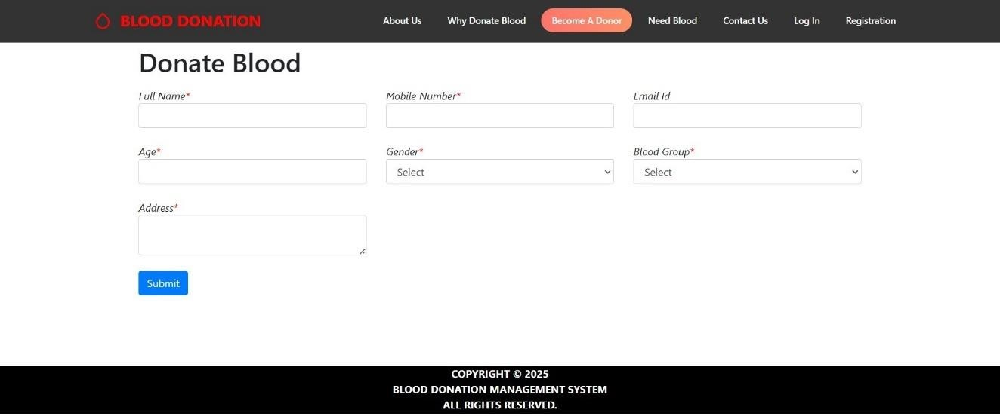 BLOOD DONATION About Us Why Donate Blood Become A Donor Need Blood Contact Us Log In Registration
Donate Blood
Full Name* Mobile Number* Email Id
Age* Gender* Blood Group*
Select Select
Address*
Submit
COPYRIGHT © 2025
BLOOD DONATION MANAGEMENT SYSTEM
ALL RIGHTS RESERVED.